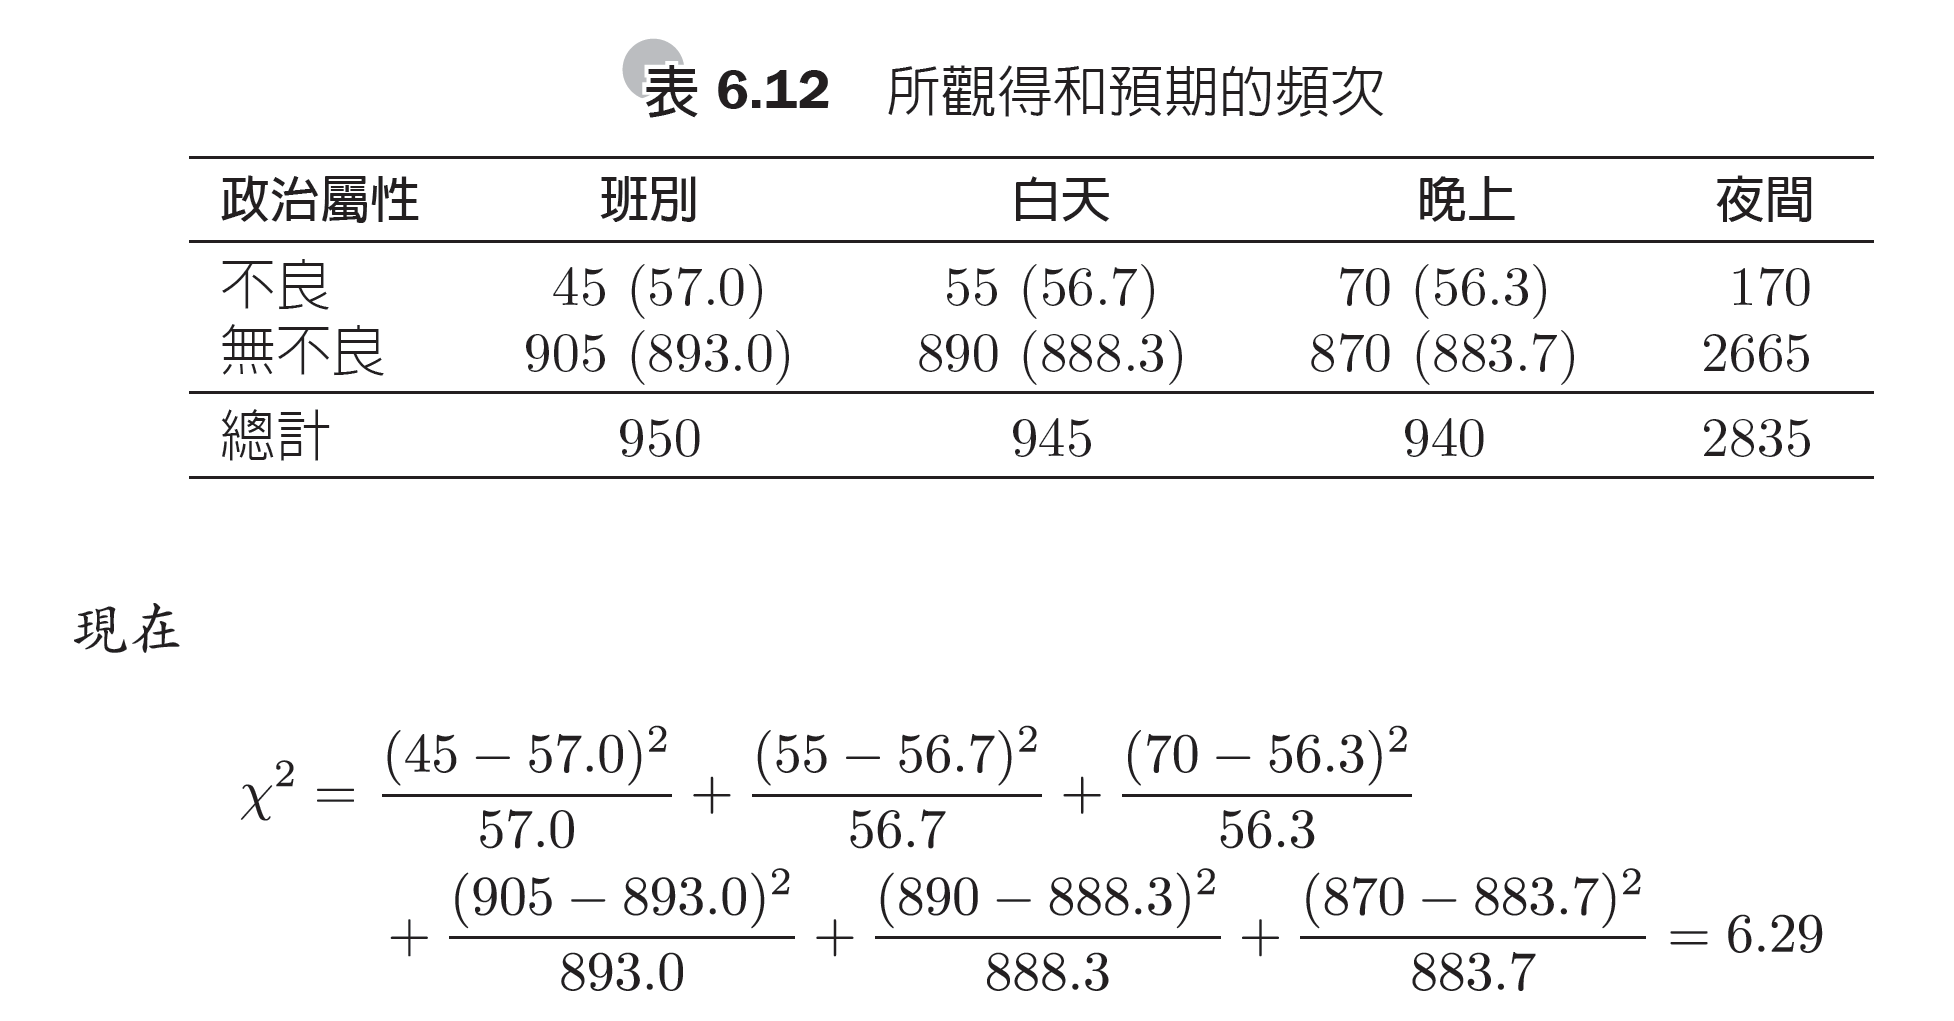 表 6.12 所觀得和預期的頻次
政治屬性 班別 白天 晚上 夜間
不良 45 (57.0) 55 (56.7) 70 (56.3) 170
無不良 905 (893.0) 890 (888.3) 870 (883.7) 2665
總計 950 945 940 2835
現在
χ² = (45 − 57.0)²/57.0 + (55 − 56.7)²/56.7 + (70 − 56.3)²/56.3
+ (905 − 893.0)²/893.0 + (890 − 888.3)²/888.3 + (870 − 883.7)²/883.7 = 6.29